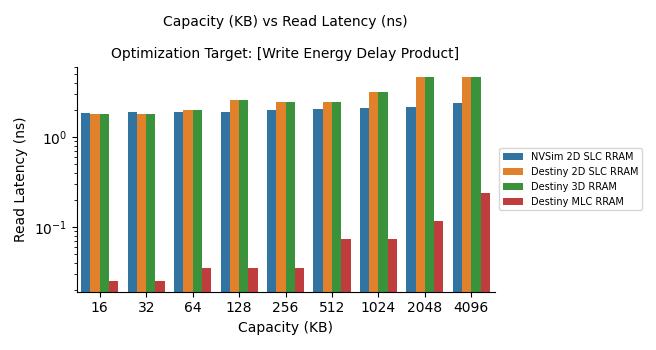 Capacity (KB) vs Read Latency (ns)
Optimization Target: [Write Energy Delay Product]
Read Latency (ns)
10⁰
10⁻¹
NVSim 2D SLC RRAM
Destiny 2D SLC RRAM
Destiny 3D RRAM
Destiny MLC RRAM
16 32 64 128 256 512 1024 2048 4096
Capacity (KB)